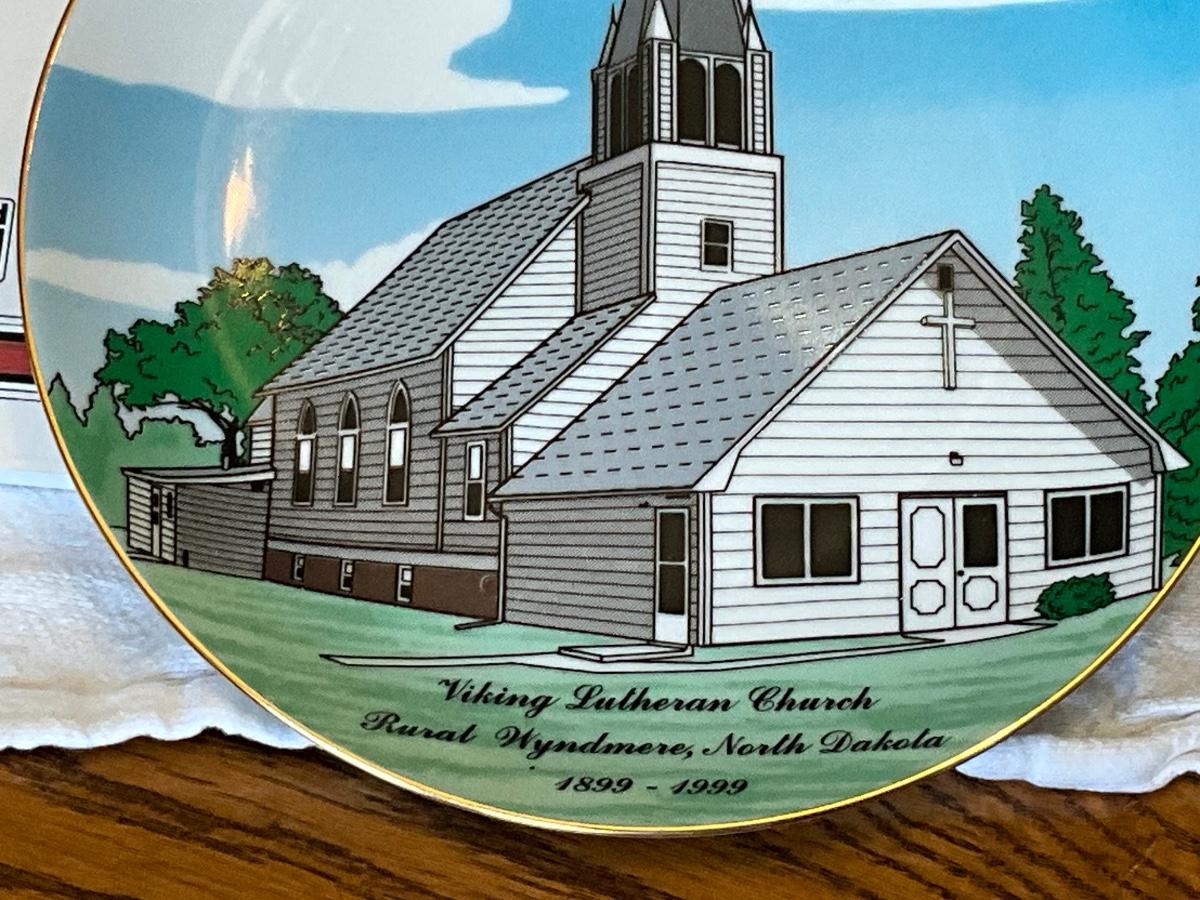 Viking Lutheran Church
Rural Wyndmere, North Dakota
1899 - 1999